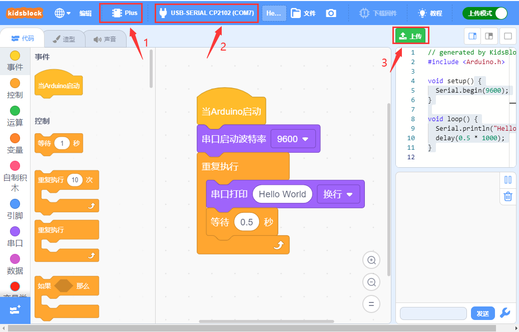 kidsblock 编辑 Plus USB-SERIAL CP2102 (COM7) He... 文件 下载固件 教程 上传模式
1 2 3
代码 造型 声音 上传
事件
控制
运算
变量
自制积木
引脚
串口
数据
事件
当Arduino启动
控制
等待 1 秒
重复执行 10 次
重复执行
如果 那么
当Arduino启动
串口启动波特率 9600
重复执行
串口打印 Hello World 换行
等待 0.5 秒
1 // generated by KidsBlo
2 #include <Arduino.h>
3
4 void setup() {
5 Serial.begin(9600);
6 }
7
8 void loop() {
9 Serial.println("Hello
10 delay(0.5 * 1000);
11 }
12
发送